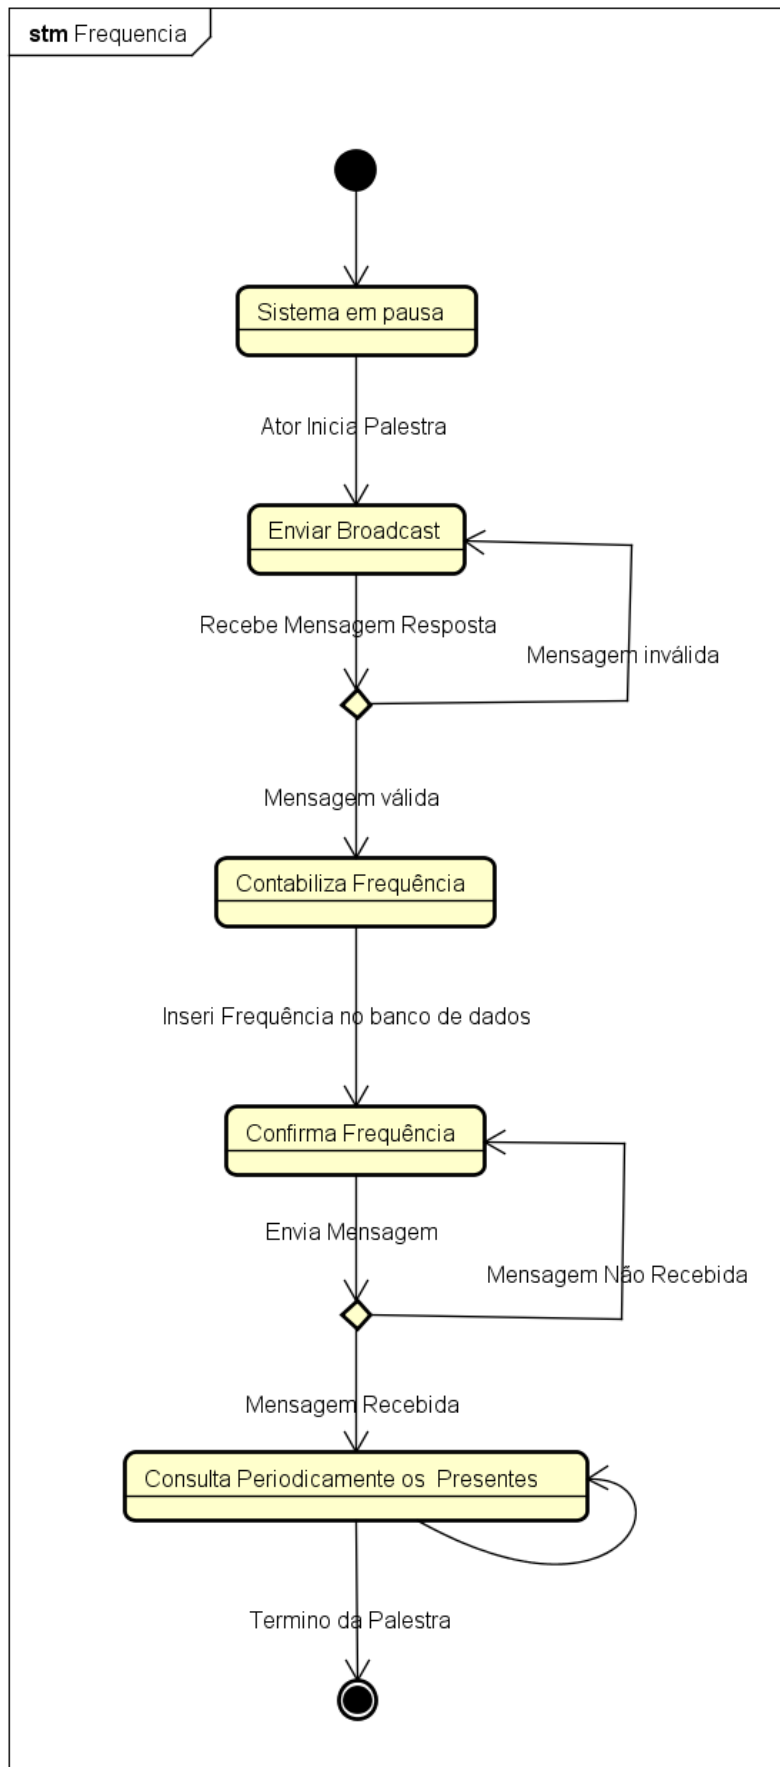 stm Frequencia
Sistema em pausa
Ator Inicia Palestra
Enviar Broadcast
Recebe Mensagem Resposta
Mensagem inválida
Mensagem válida
Contabiliza Frequência
Inseri Frequência no banco de dados
Confirma Frequência
Envia Mensagem
Mensagem Não Recebida
Mensagem Recebida
Consulta Periodicamente os  Presentes
Termino da Palestra